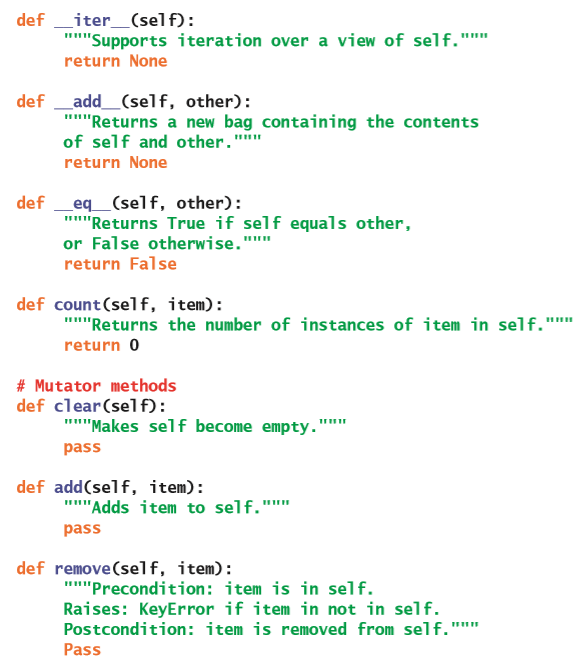 def __iter__(self):
"""Supports iteration over a view of self."""
return None
def __add__(self, other):
"""Returns a new bag containing the contents
of self and other."""
return None
def __eq__(self, other):
"""Returns True if self equals other,
or False otherwise."""
return False
def count(self, item):
"""Returns the number of instances of item in self."""
return 0
# Mutator methods
def clear(self):
"""Makes self become empty."""
pass
def add(self, item):
"""Adds item to self."""
pass
def remove(self, item):
"""Precondition: item is in self.
Raises: KeyError if item in not in self.
Postcondition: item is removed from self."""
Pass